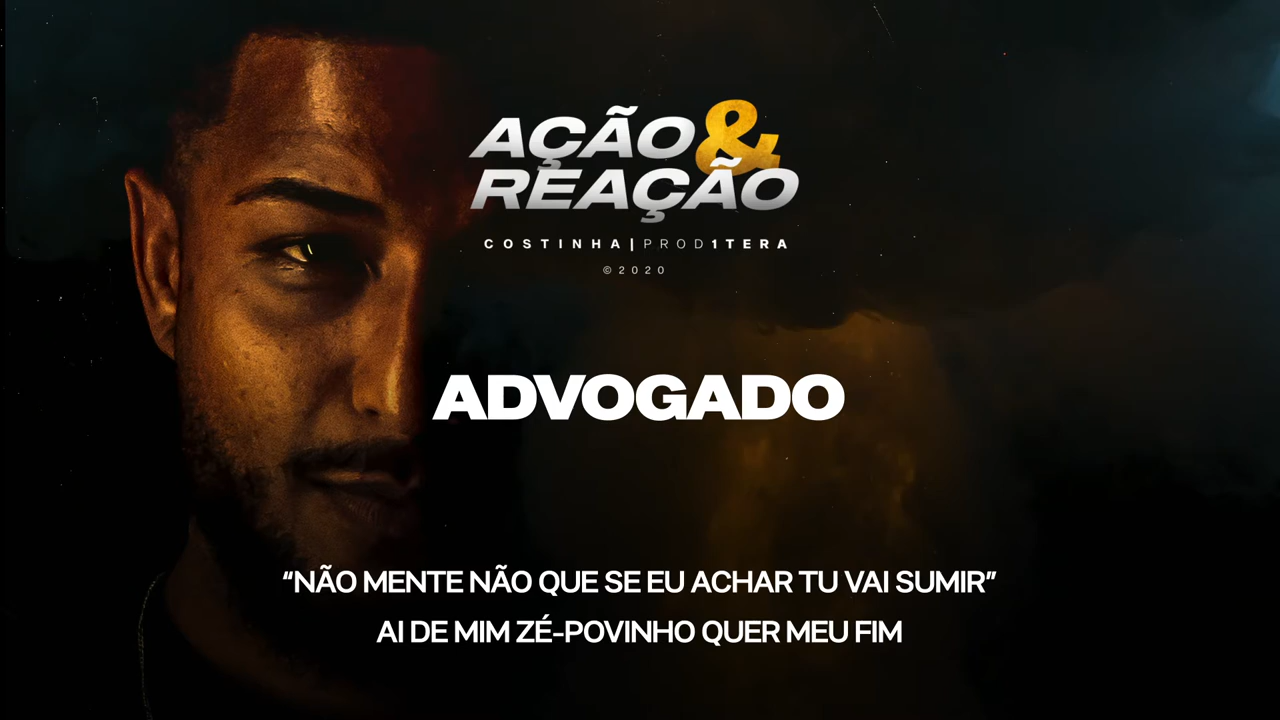 AÇÃO &
REAÇÃO
COSTINHA|PROD1TERA
©2020
ADVOGADO
“NÃO MENTE NÃO QUE SE EU ACHAR TU VAI SUMIR”
AI DE MIM ZÉ-POVINHO QUER MEU FIM